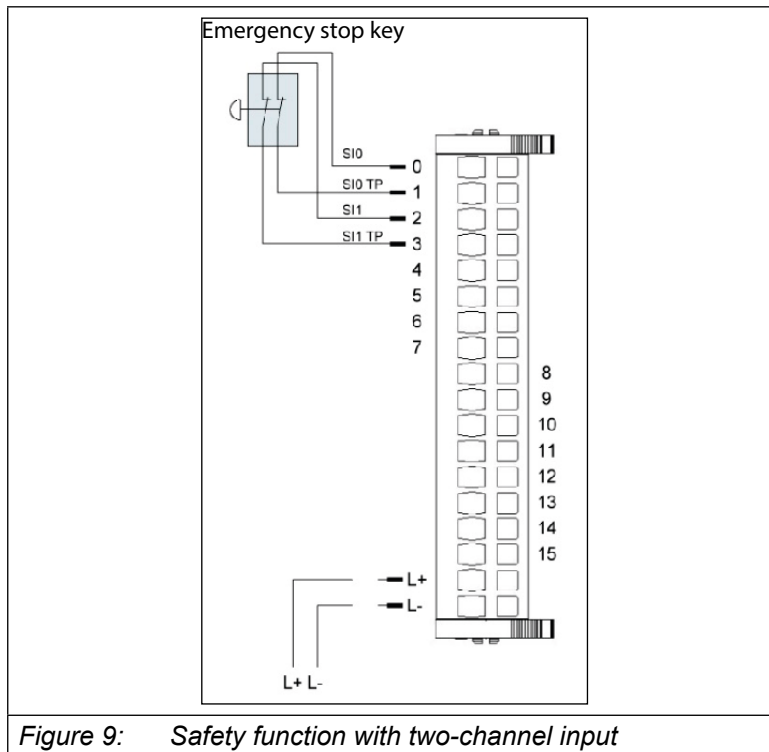 Emergency stop key
SI0
0
SI0 TP
1
SI1
2
SI1 TP
3
4
5
6
7
8
9
10
11
12
13
14
15
L+
L-
L+ L-
Figure 9: Safety function with two-channel input